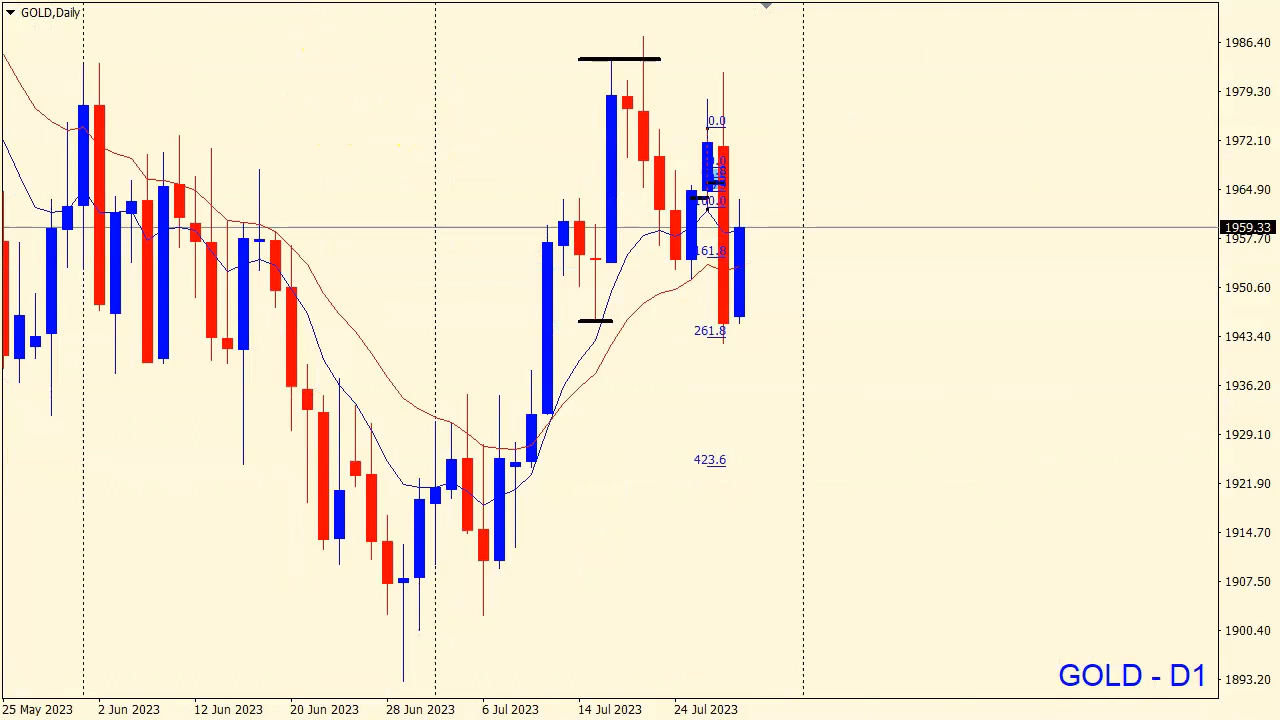 GOLD,Daily
1986.40
1979.30
1972.10
1964.90
1959.33
1957.70
1950.60
1943.40
1936.20
1929.10
1921.90
1914.70
1907.50
1900.40
1893.20
0.0
100.0
161.8
261.8
423.6
GOLD - D1
25 May 2023
2 Jun 2023
12 Jun 2023
20 Jun 2023
28 Jun 2023
6 Jul 2023
14 Jul 2023
24 Jul 2023